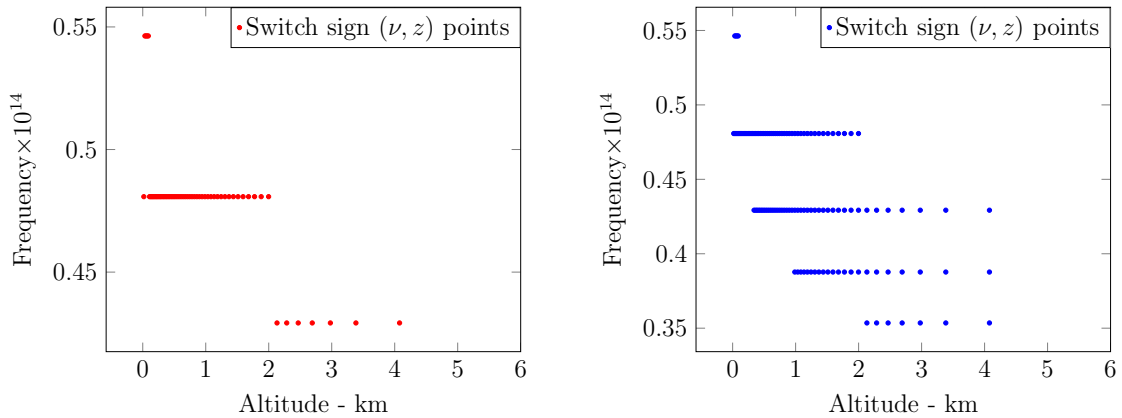 Switch sign (ν, z) points
0.55
0.5
0.45
Frequency×10^14
0 1 2 3 4 5 6
Altitude - km
Switch sign (ν, z) points
0.55
0.5
0.45
0.4
0.35
Frequency×10^14
0 1 2 3 4 5 6
Altitude - km